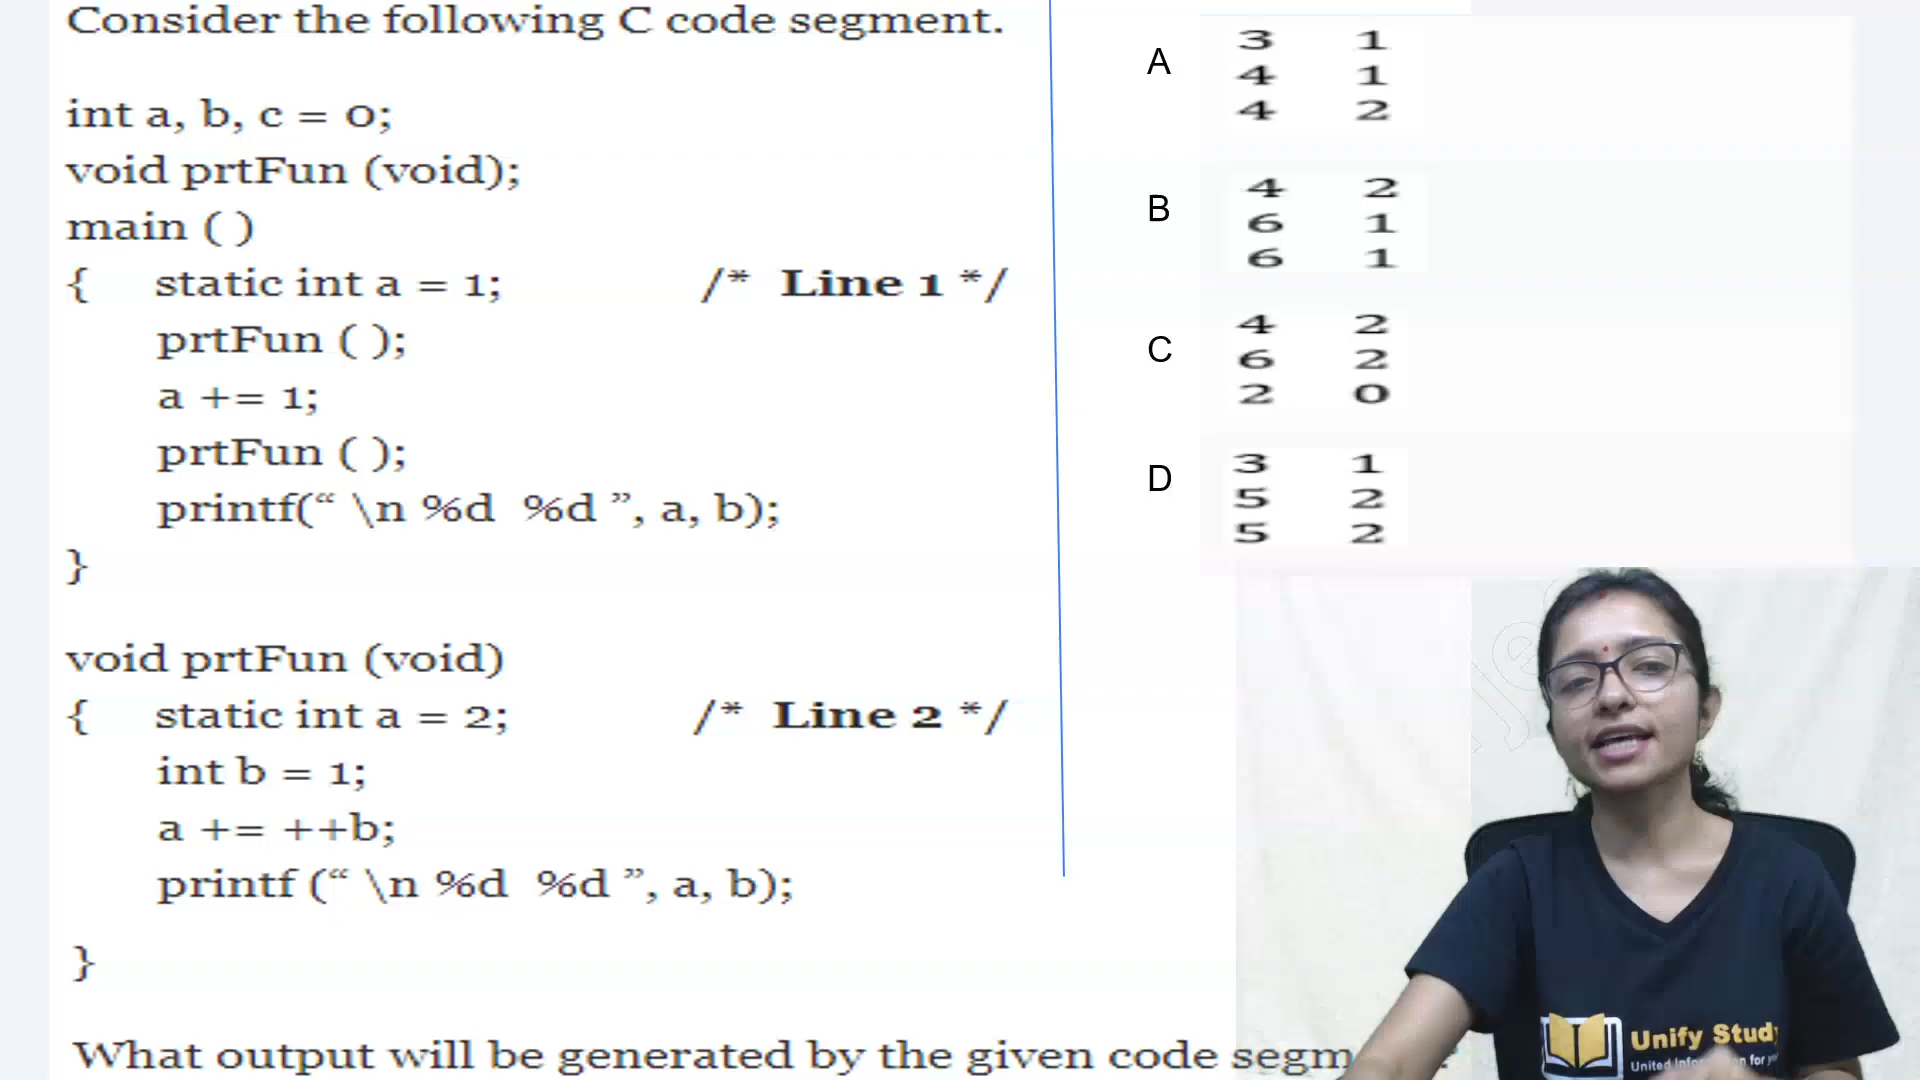 Consider the following C code segment.
int a, b, c = 0;
void prtFun (void);
main ( )
{ static int a = 1; /* Line 1 */
prtFun ( );
a += 1;
prtFun ( );
printf(“ \n %d %d ”, a, b);
}
void prtFun (void)
{ static int a = 2; /* Line 2 */
int b = 1;
a += ++b;
printf (“ \n %d %d ”, a, b);
}
What output will be generated by the given code
A
3 1
4 1
4 2
B
4 2
6 1
6 1
C
4 2
6 2
2 0
D
3 1
5 2
5 2
Unify Study
United for